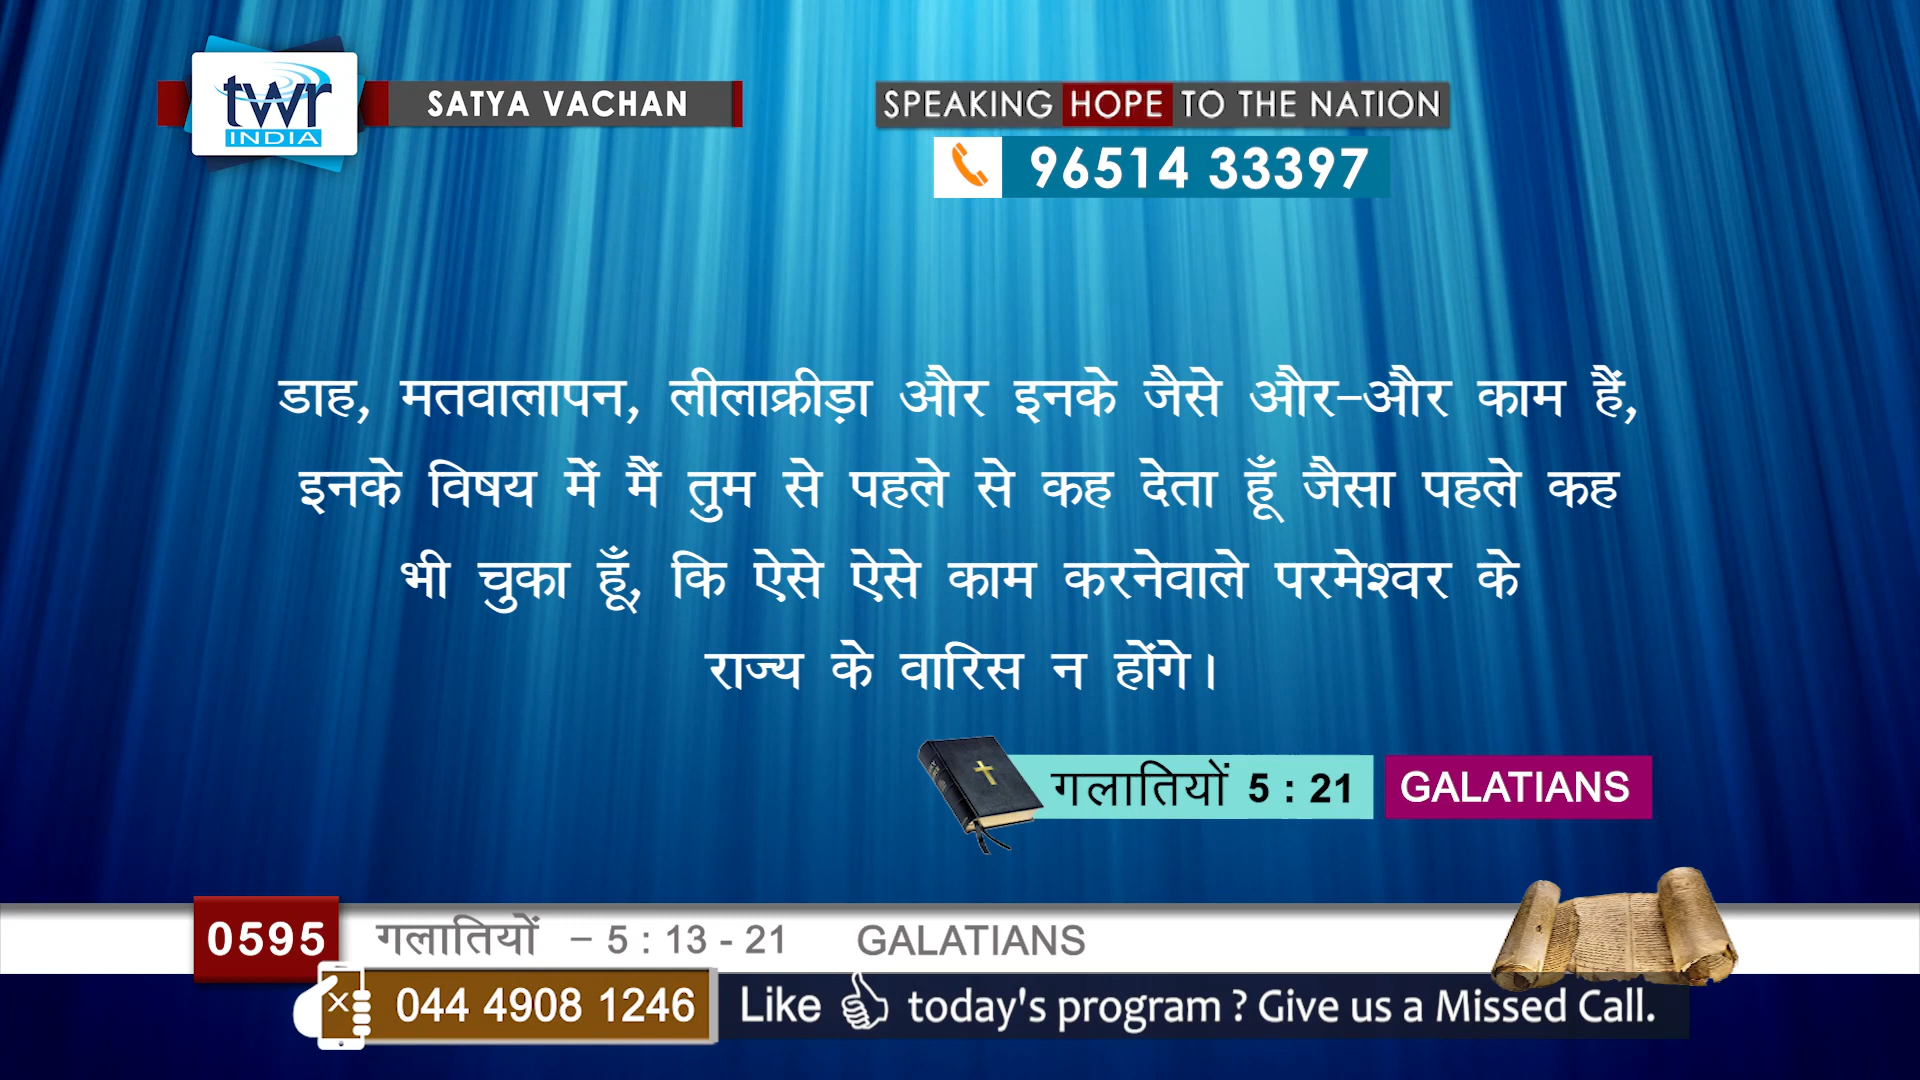 twr
INDIA
SATYA VACHAN
SPEAKING HOPE TO THE NATION
96514 33397
डाह, मतवालापन, लीलाक्रीड़ा और इनके जैसे और-और काम हैं,
इनके विषय में मैं तुम से पहले से कह देता हूँ जैसा पहले कह
भी चुका हूँ, कि ऐसे ऐसे काम करनेवाले परमेश्वर के
राज्य के वारिस न होंगे।
गलातियों 5 : 21 GALATIANS
0595 गलातियों - 5 : 13 - 21 GALATIANS
044 4908 1246 Like today's program ? Give us a Missed Call.